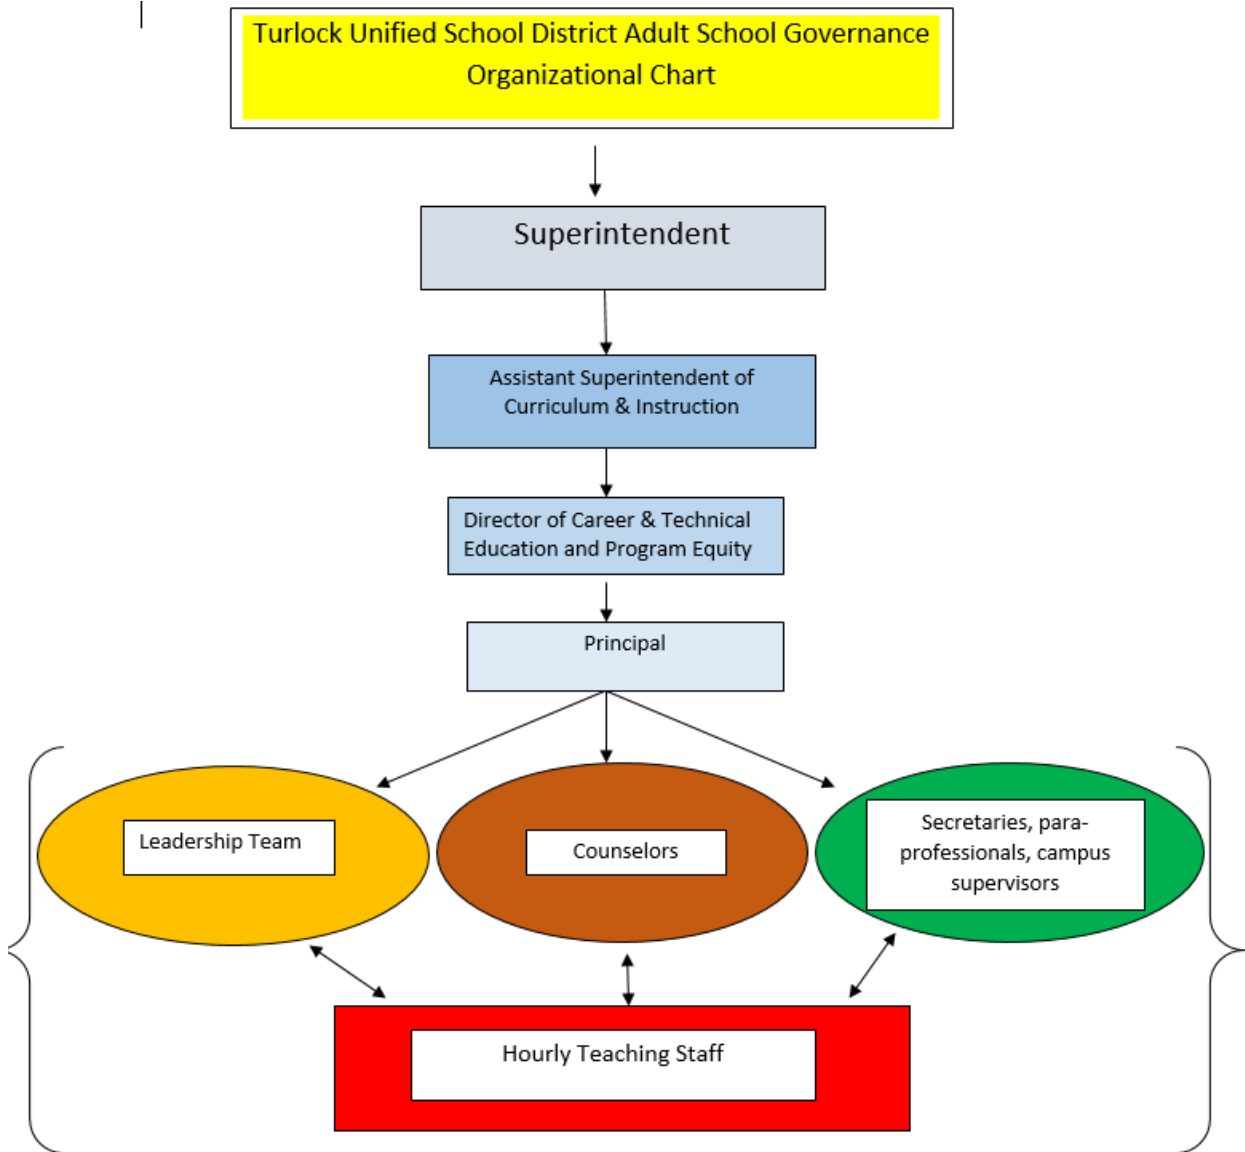 Turlock Unified School District Adult School Governance
Organizational Chart
Superintendent
Assistant Superintendent of
Curriculum & Instruction
Director of Career & Technical
Education and Program Equity
Principal
Leadership Team
Counselors
Secretaries, para-
professionals, campus
supervisors
Hourly Teaching Staff